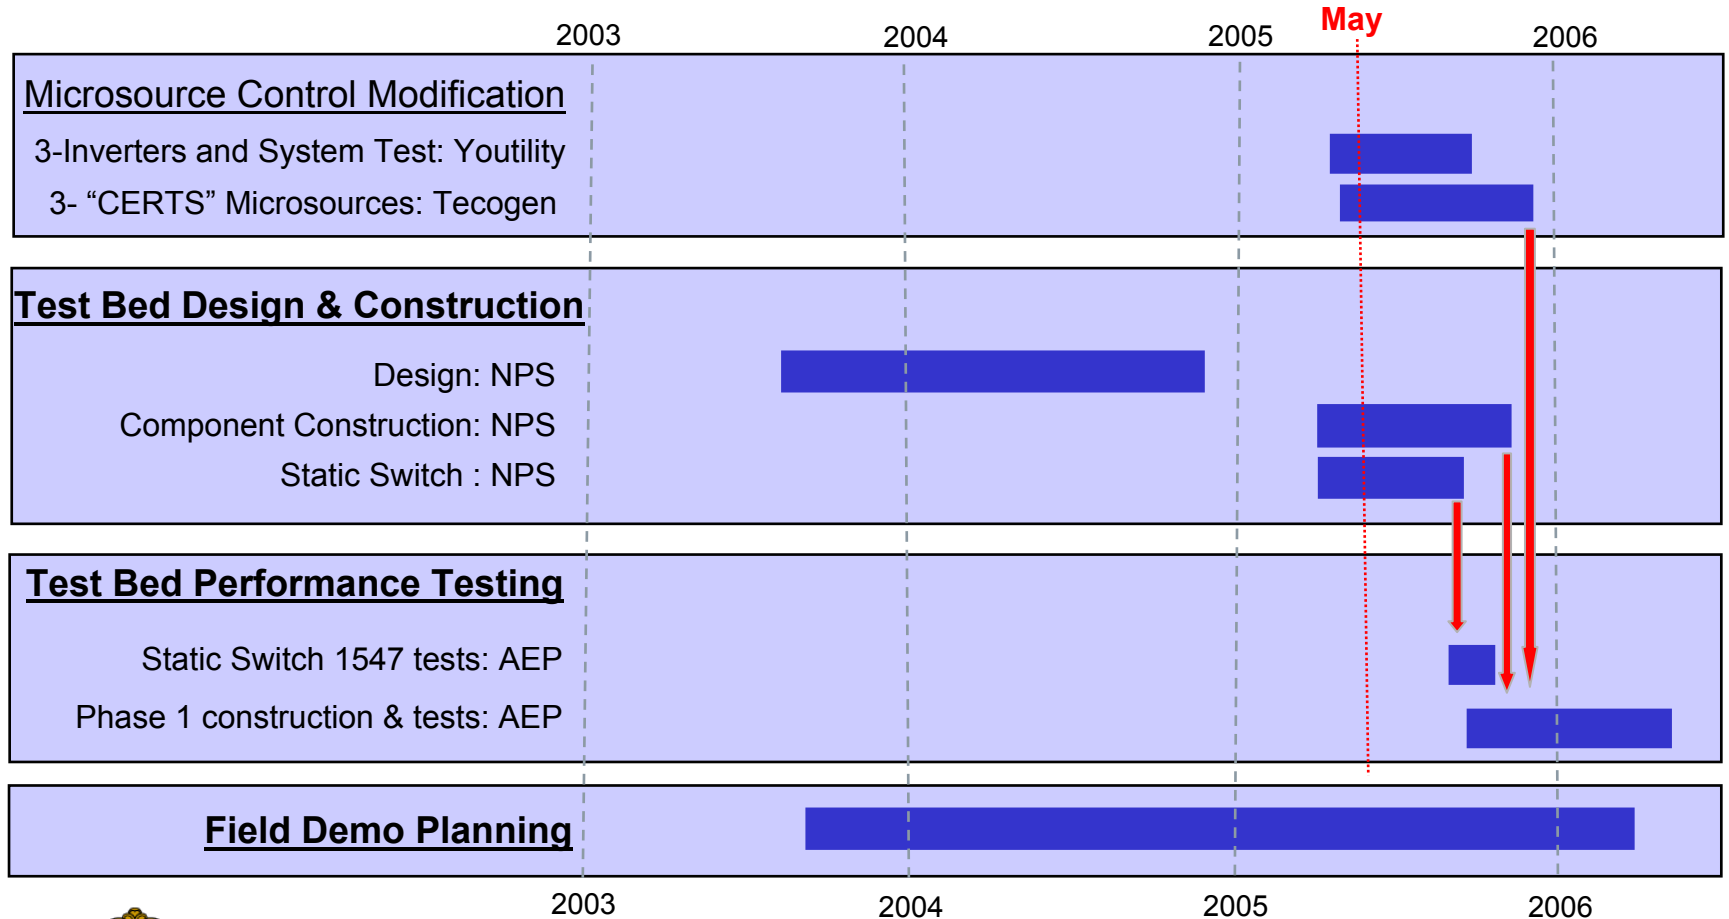 2003 2004 2005 May 2006
Microsource Control Modification
3-Inverters and System Test: Youtility
3- “CERTS” Microsources: Tecogen
Test Bed Design & Construction
Design: NPS
Component Construction: NPS
Static Switch : NPS
Test Bed Performance Testing
Static Switch 1547 tests: AEP
Phase 1 construction & tests: AEP
Field Demo Planning
2003 2004 2005 2006